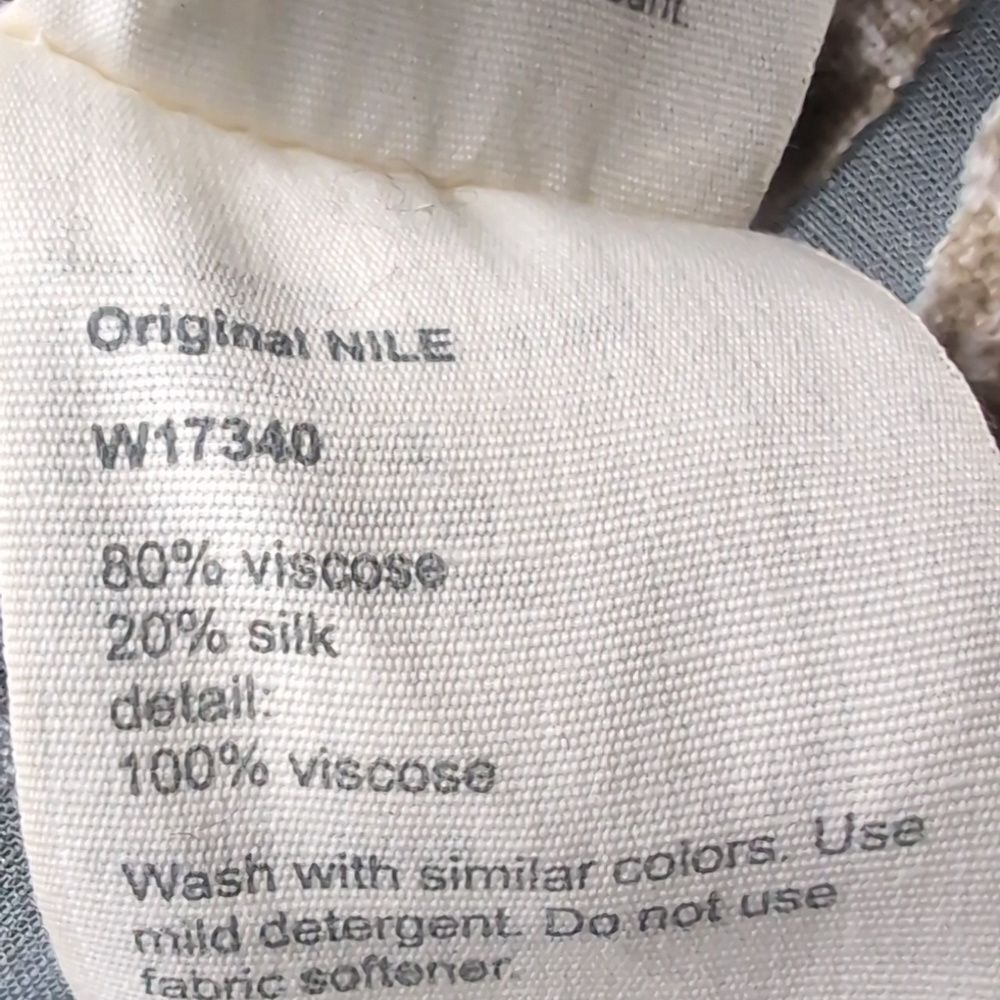 Original NILE
W17340
80% viscose
20% silk
detail:
100% viscose
Wash with similar colors. Use
mild detergent. Do not use
fabric softener.